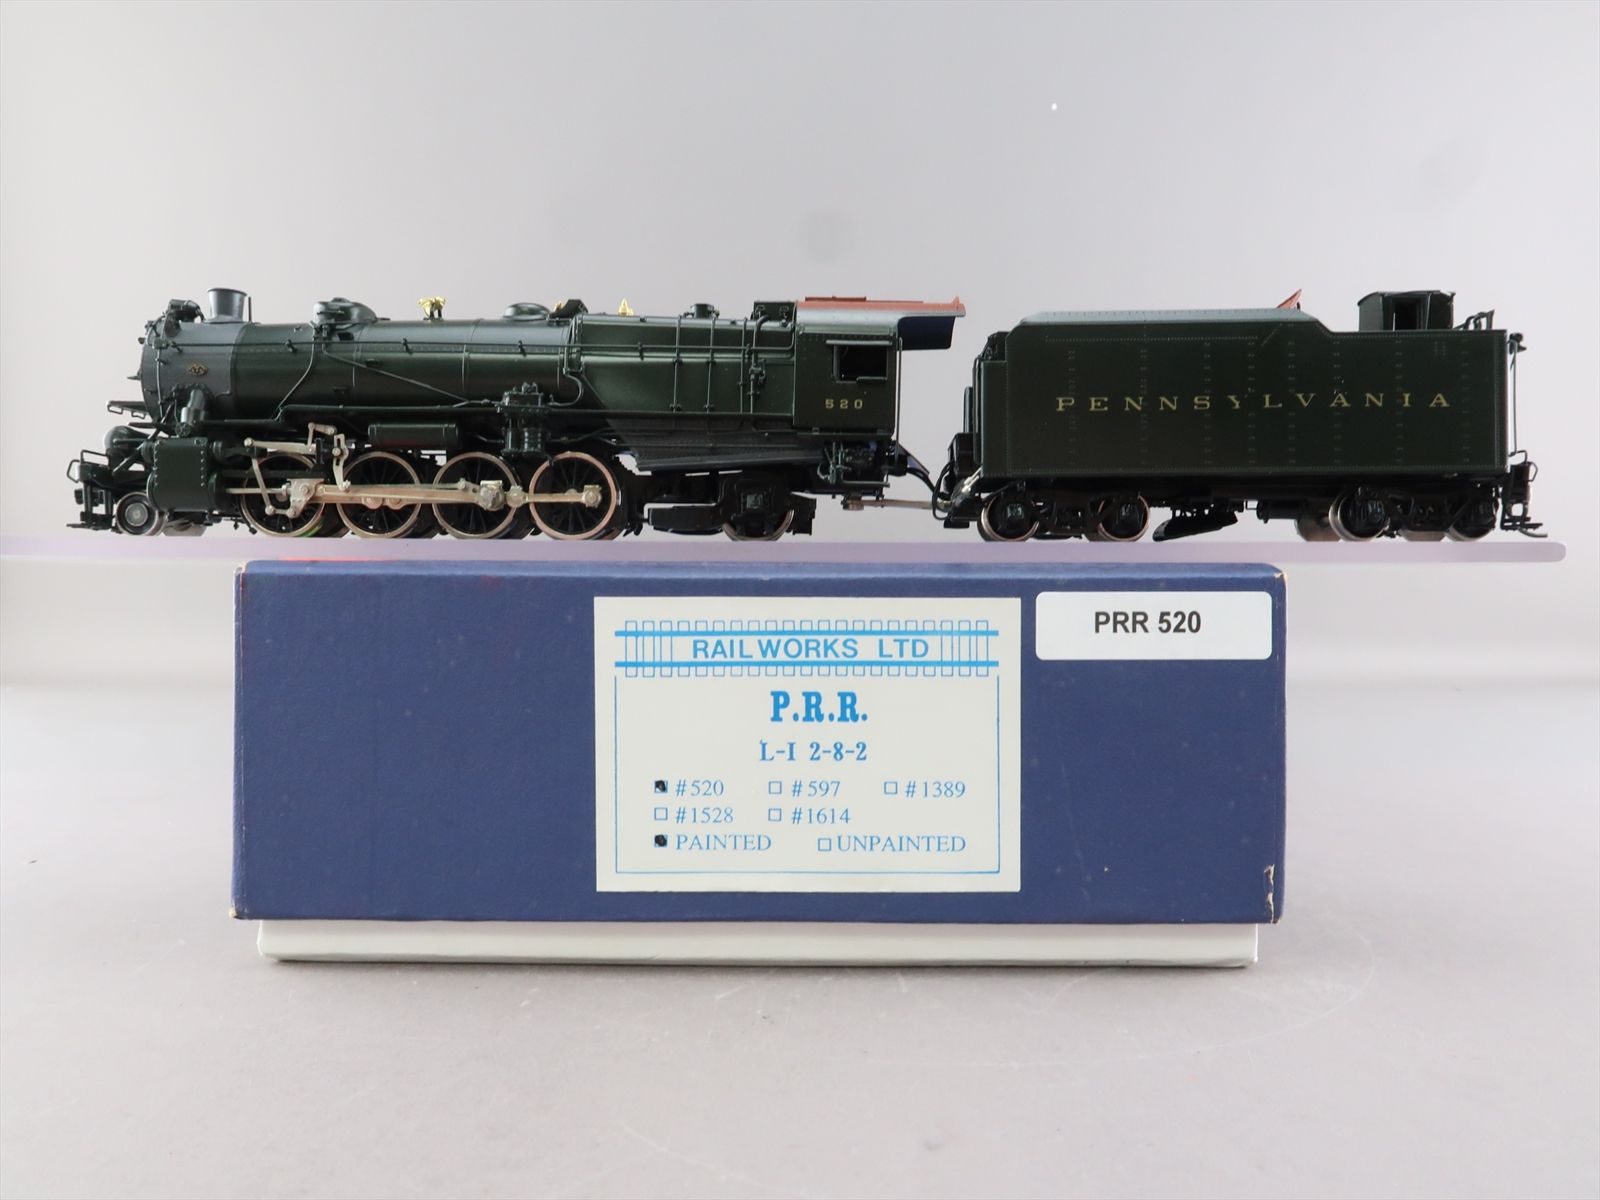 520
PENNSYLVANIA
PRR 520
RAILWORKS LTD
P.R.R.
L-I 2-8-2
#520 #597 #1389
#1528 #1614
PAINTED UNPAINTED